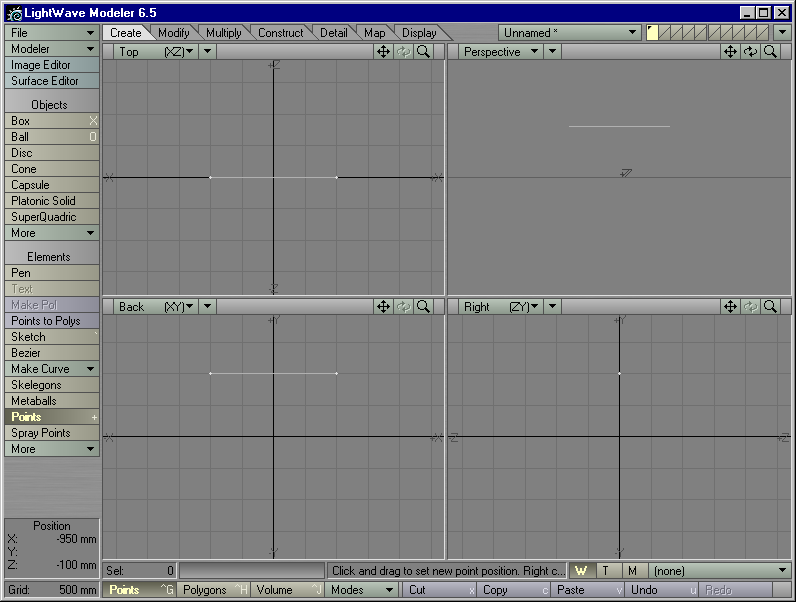 LightWave Modeler 6.5
File
Create Modify Multiply Construct Detail Map Display Unnamed *
Modeler
Top (XZ) Perspective
Image Editor
Surface Editor
Objects
Box X
Ball O
Disc
Cone
Capsule
Platonic Solid
SuperQuadric
More
Elements
Pen
Text
Make Pol
Back (XY) Right (ZY)
Points to Polys
Sketch `
Bezier
Make Curve
Skelegons
Metaballs
Points +
Spray Points
More
Position
X: -950 mm
Y:
Z: -100 mm
Sel: 0 Click and drag to set new point position. Right c... W T M (none)
Grid: 500 mm Points ^G Polygons ^H Volume ^J Modes Cut x Copy c Paste v Undo u Redo